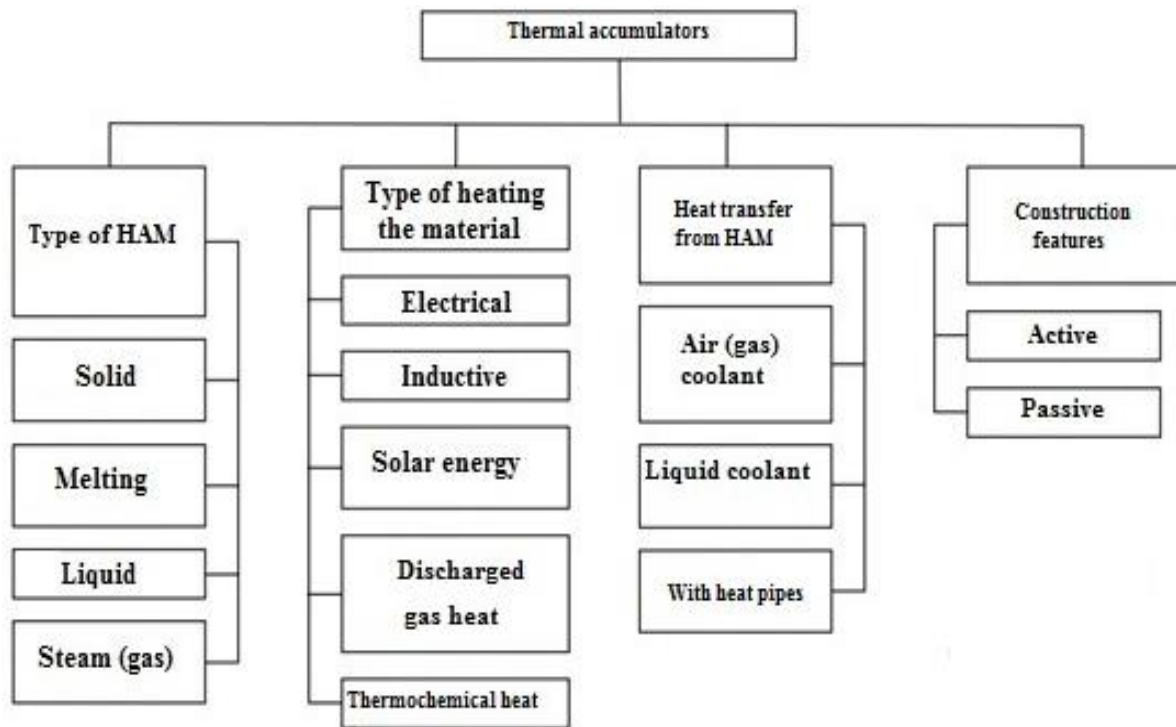 Thermal accumulators
Type of HAM
Solid
Melting
Liquid
Steam (gas)
Type of heating
the material
Electrical
Inductive
Solar energy
Discharged
gas heat
Thermochemical heat
Heat transfer
from HAM
Air (gas)
coolant
Liquid coolant
With heat pipes
Construction
features
Active
Passive